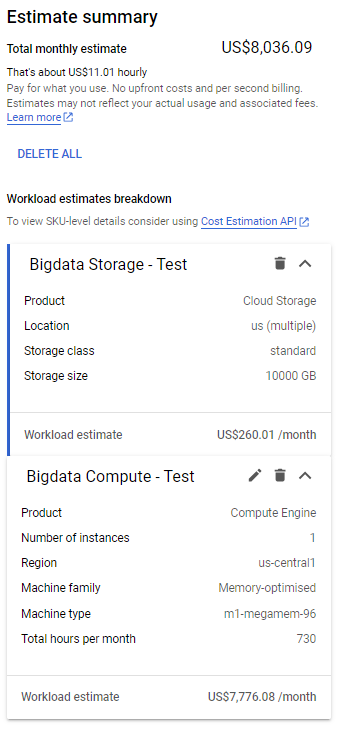 Estimate summary
Total monthly estimate US$8,036.09
That's about US$11.01 hourly
Pay for what you use. No upfront costs and per second billing.
Estimates may not reflect your actual usage and associated fees.
Learn more
DELETE ALL
Workload estimates breakdown
To view SKU-level details consider using Cost Estimation API
Bigdata Storage - Test
Product Cloud Storage
Location us (multiple)
Storage class standard
Storage size 10000 GB
Workload estimate US$260.01 /month
Bigdata Compute - Test
Product Compute Engine
Number of instances 1
Region us-central1
Machine family Memory-optimised
Machine type m1-megamem-96
Total hours per month 730
Workload estimate US$7,776.08 /month